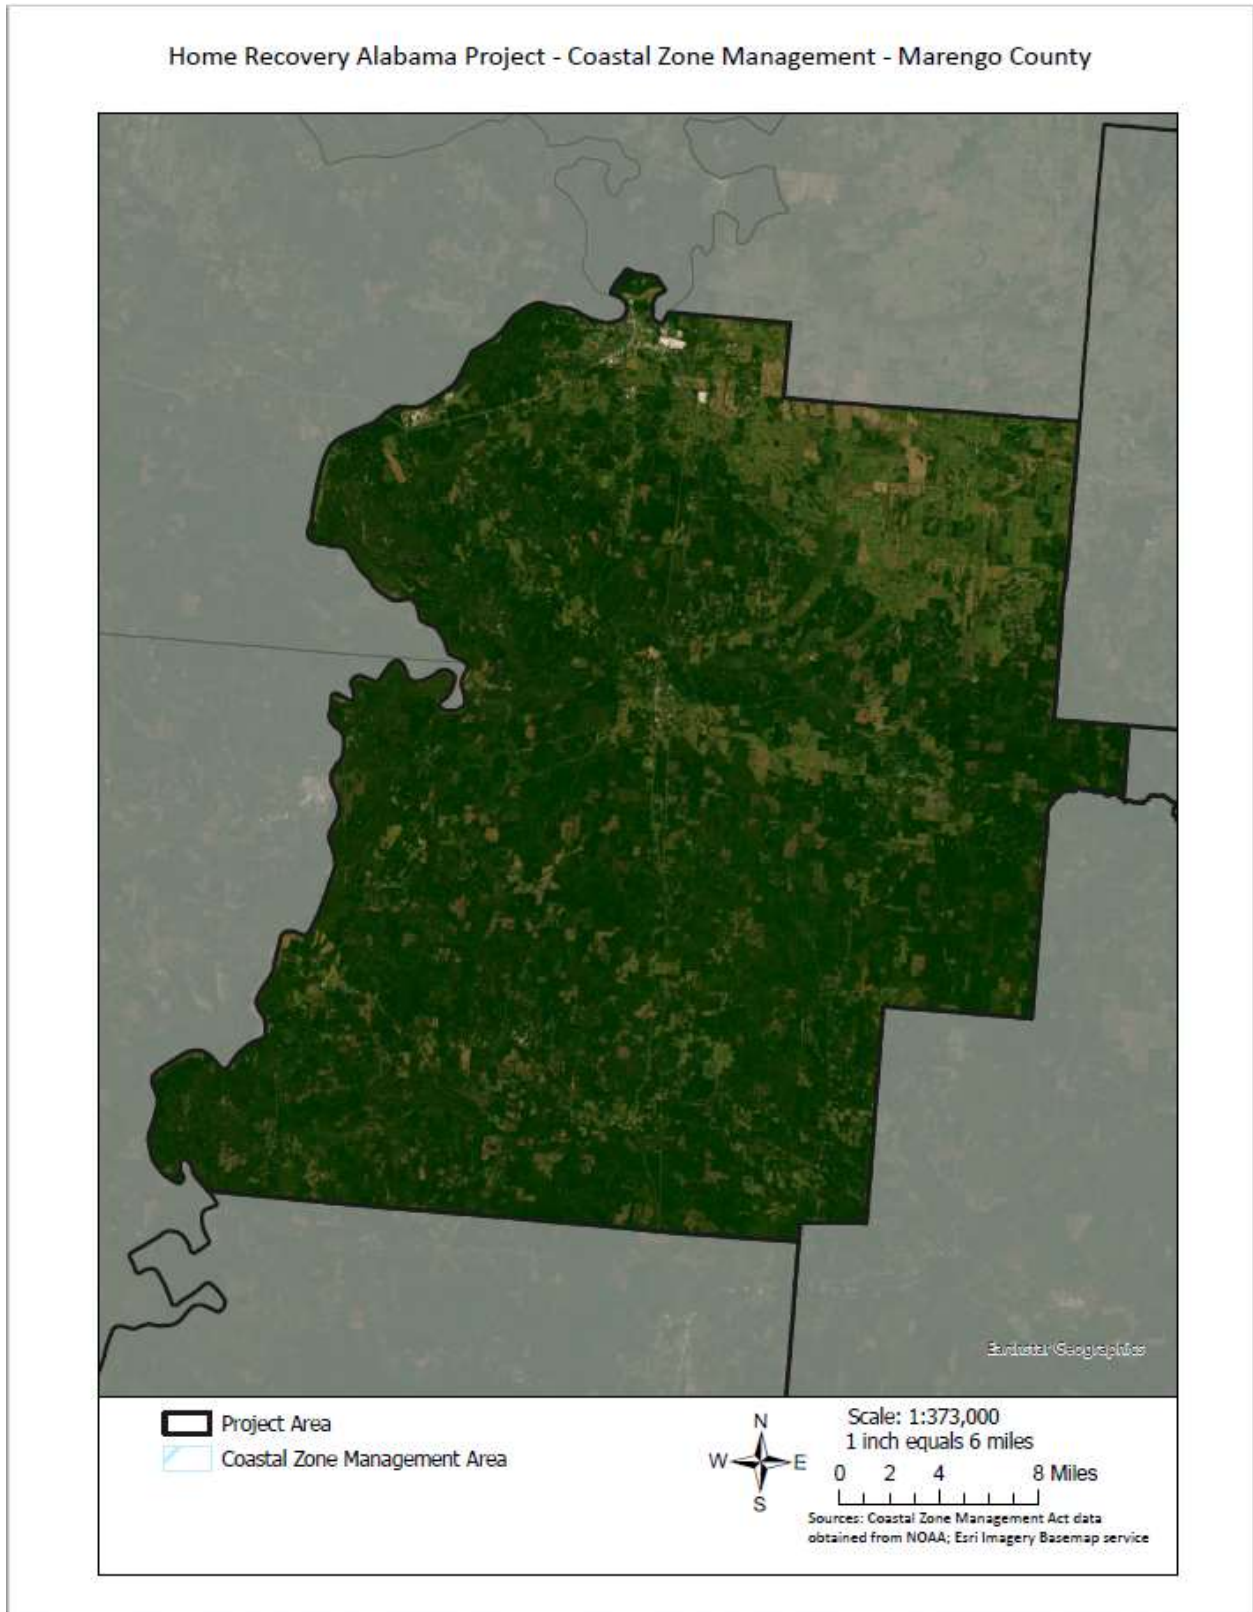 Home Recovery Alabama Project - Coastal Zone Management - Marengo County
Earthstar Geographics
Project Area
Coastal Zone Management Area
N
W E
S
Scale: 1:373,000
1 inch equals 6 miles
0 2 4 8 Miles
Sources: Coastal Zone Management Act data
obtained from NOAA; Esri Imagery Basemap service